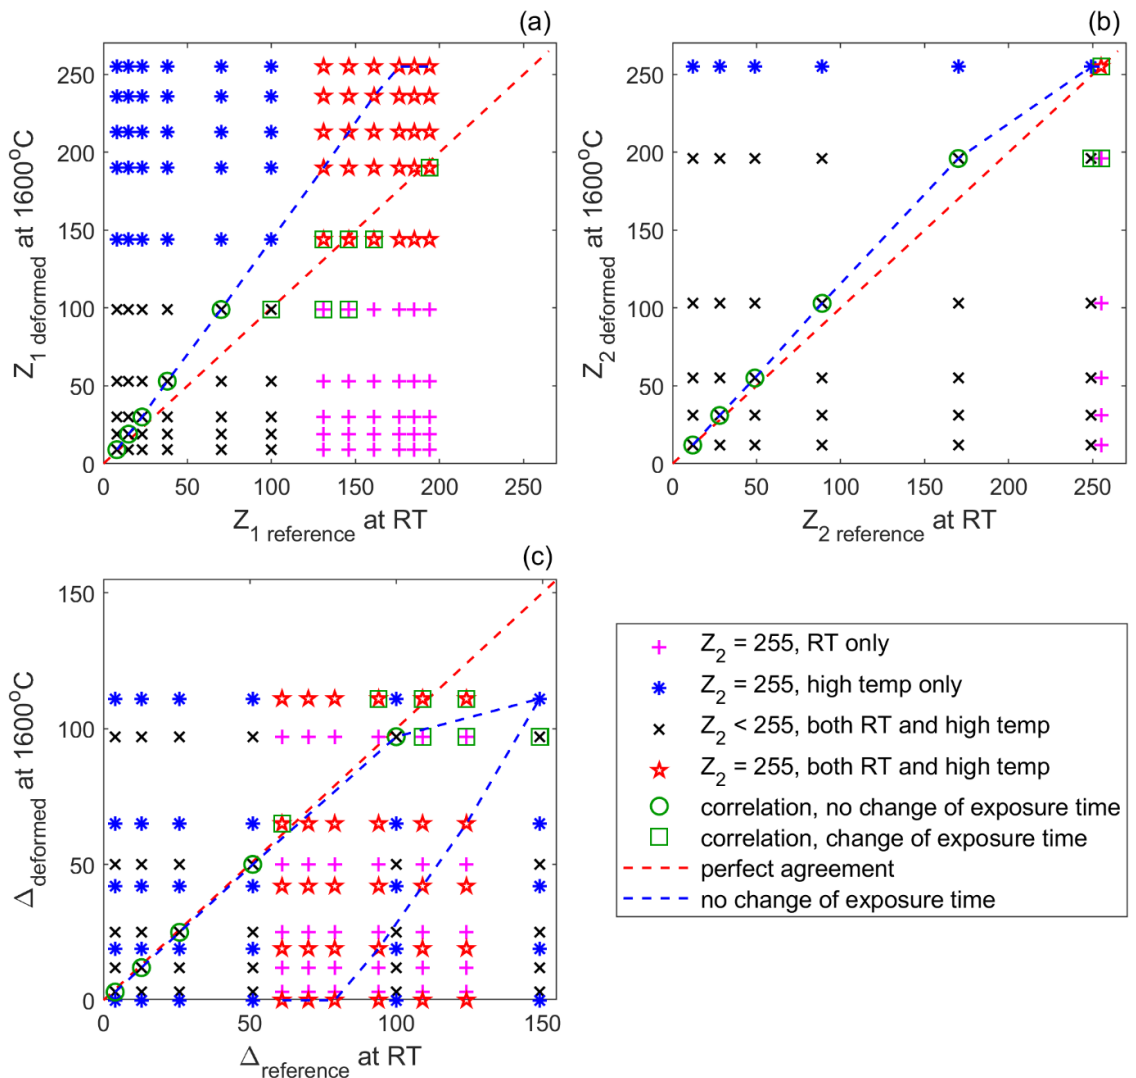 (a)
250
200
150
100
50
0
Z1 deformed at 1600oC
0 50 100 150 200 250
Z1 reference at RT
(b)
250
200
150
100
50
0
Z2 deformed at 1600oC
0 50 100 150 200 250
Z2 reference at RT
(c)
150
100
50
0
Δdeformed at 1600oC
0 50 100 150
Δreference at RT
Z2 = 255, RT only
Z2 = 255, high temp only
Z2 < 255, both RT and high temp
Z2 = 255, both RT and high temp
correlation, no change of exposure time
correlation, change of exposure time
perfect agreement
no change of exposure time